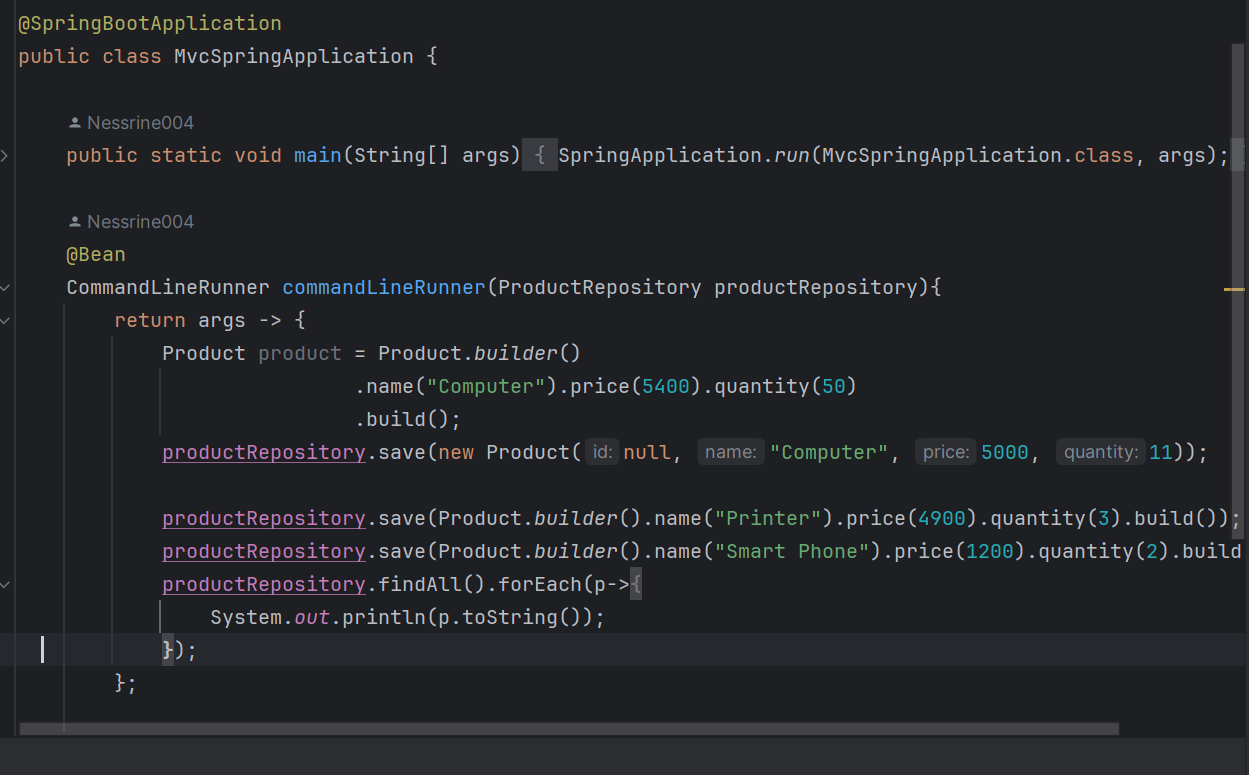 @SpringBootApplication
public class MvcSpringApplication {
Nessrine004
public static void main(String[] args) { SpringApplication.run(MvcSpringApplication.class, args);
Nessrine004
@Bean
CommandLineRunner commandLineRunner(ProductRepository productRepository){
return args -> {
Product product = Product.builder()
.name("Computer").price(5400).quantity(50)
.build();
productRepository.save(new Product( id: null, name: "Computer", price: 5000, quantity: 11));
productRepository.save(Product.builder().name("Printer").price(4900).quantity(3).build());
productRepository.save(Product.builder().name("Smart Phone").price(1200).quantity(2).build
productRepository.findAll().forEach(p->{
System.out.println(p.toString());
});
};